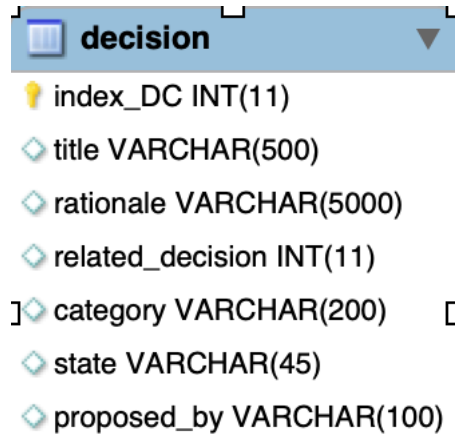 decision
index_DC INT(11)
title VARCHAR(500)
rationale VARCHAR(5000)
related_decision INT(11)
category VARCHAR(200)
state VARCHAR(45)
proposed_by VARCHAR(100)